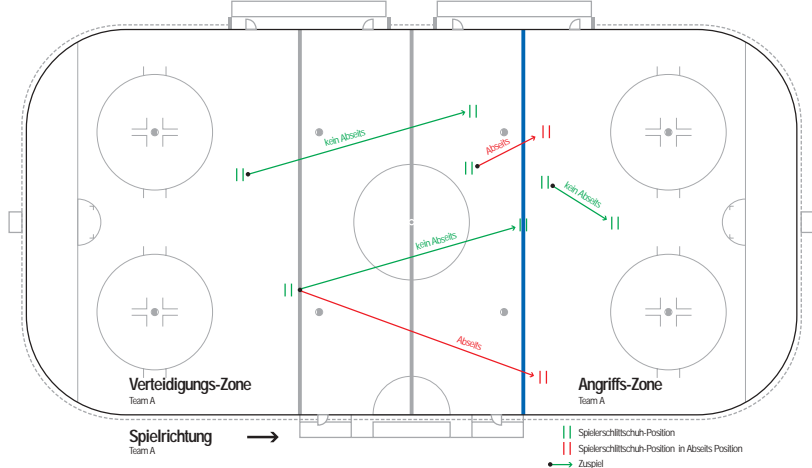 kein Abseits
Abseits
kein Abseits
kein Abseits
Abseits
Verteidigungs-Zone
Team A
Angriffs-Zone
Team A
Spielrichtung
Team A
Spielerschlittschuh-Position
Spielerschlittschuh-Position in Abseits Position
Zuspiel